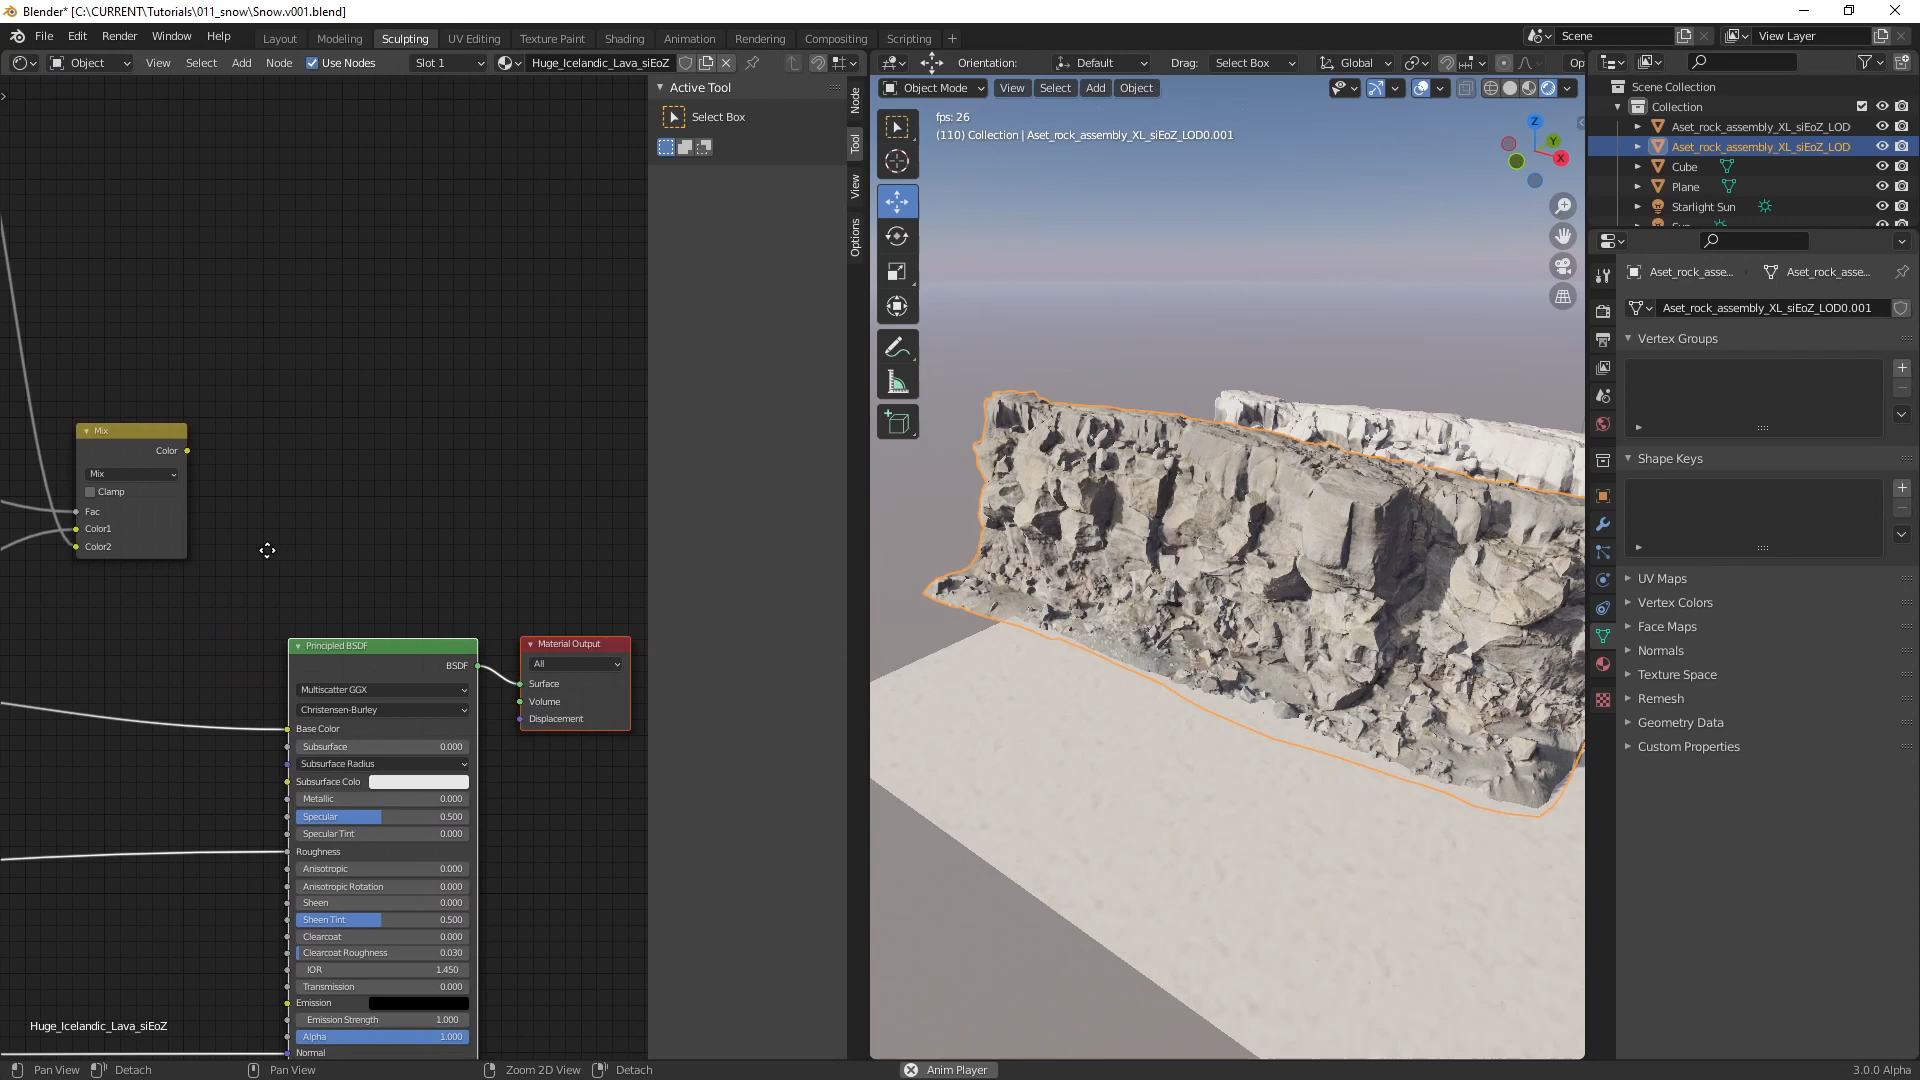 Blender* [C:\CURRENT\Tutorials\011_snow\Snow.v001.blend]
File Edit Render Window Help Layout Modeling Sculpting UV Editing Texture Paint Shading Animation Rendering Compositing Scripting + Scene View Layer
Object View Select Add Node Use Nodes Slot 1 Huge_Icelandic_Lava_siEoZ Orientation: Default Drag: Select Box Global Op
Active Tool
Select Box
Node
Tool
View
Options
Mix
Color
Mix
Clamp
Fac
Color1
Color2
Principled BSDF
BSDF
Multiscatter GGX
Christensen-Burley
Base Color
Subsurface 0.000
Subsurface Radius
Subsurface Colo
Metallic 0.000
Specular 0.500
Specular Tint 0.000
Roughness
Anisotropic 0.000
Anisotropic Rotation 0.000
Sheen 0.000
Sheen Tint 0.500
Clearcoat 0.000
Clearcoat Roughness 0.030
IOR 1.450
Transmission 0.000
Emission
Emission Strength 1.000
Alpha 1.000
Normal
Material Output
All
Surface
Volume
Displacement
Huge_Icelandic_Lava_siEoZ
Object Mode View Select Add Object
fps: 26
(110) Collection | Aset_rock_assembly_XL_siEoZ_LOD0.001
Z
Y
X
Scene Collection
Collection
Aset_rock_assembly_XL_siEoZ_LOD
Aset_rock_assembly_XL_siEoZ_LOD
Cube
Plane
Starlight Sun
Aset_rock_asse... Aset_rock_asse...
Aset_rock_assembly_XL_siEoZ_LOD0.001
Vertex Groups
Shape Keys
UV Maps
Vertex Colors
Face Maps
Normals
Texture Space
Remesh
Geometry Data
Custom Properties
Pan View Detach Pan View Zoom 2D View Detach Anim Player 3.0.0 Alpha